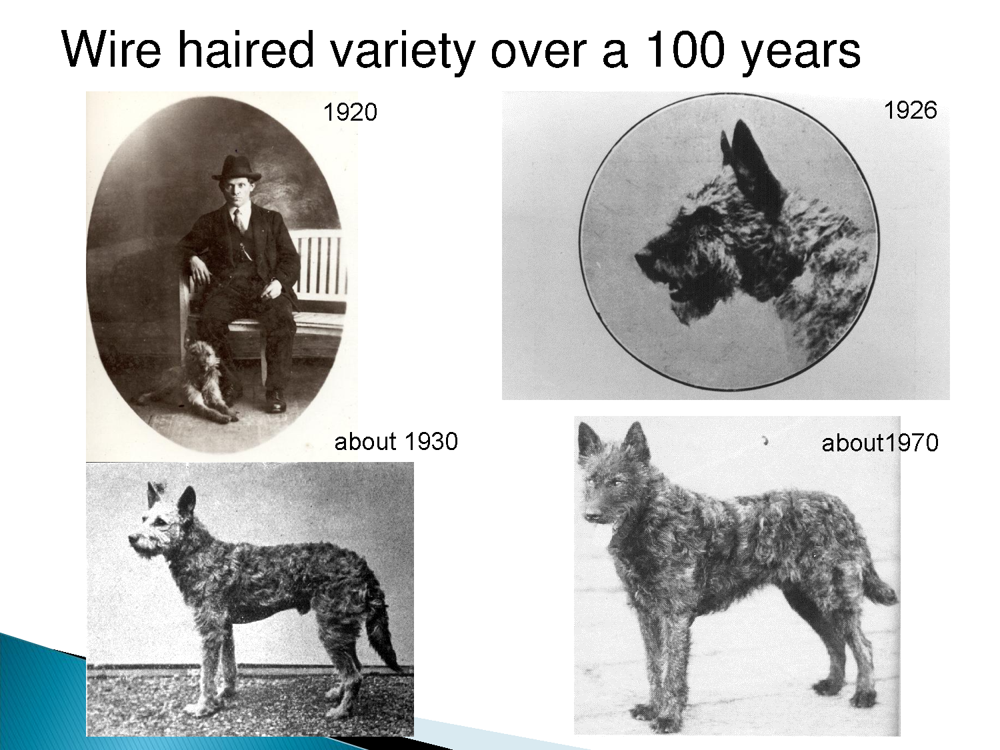 Wire haired variety over a 100 years
1920
1926
about 1930
about1970